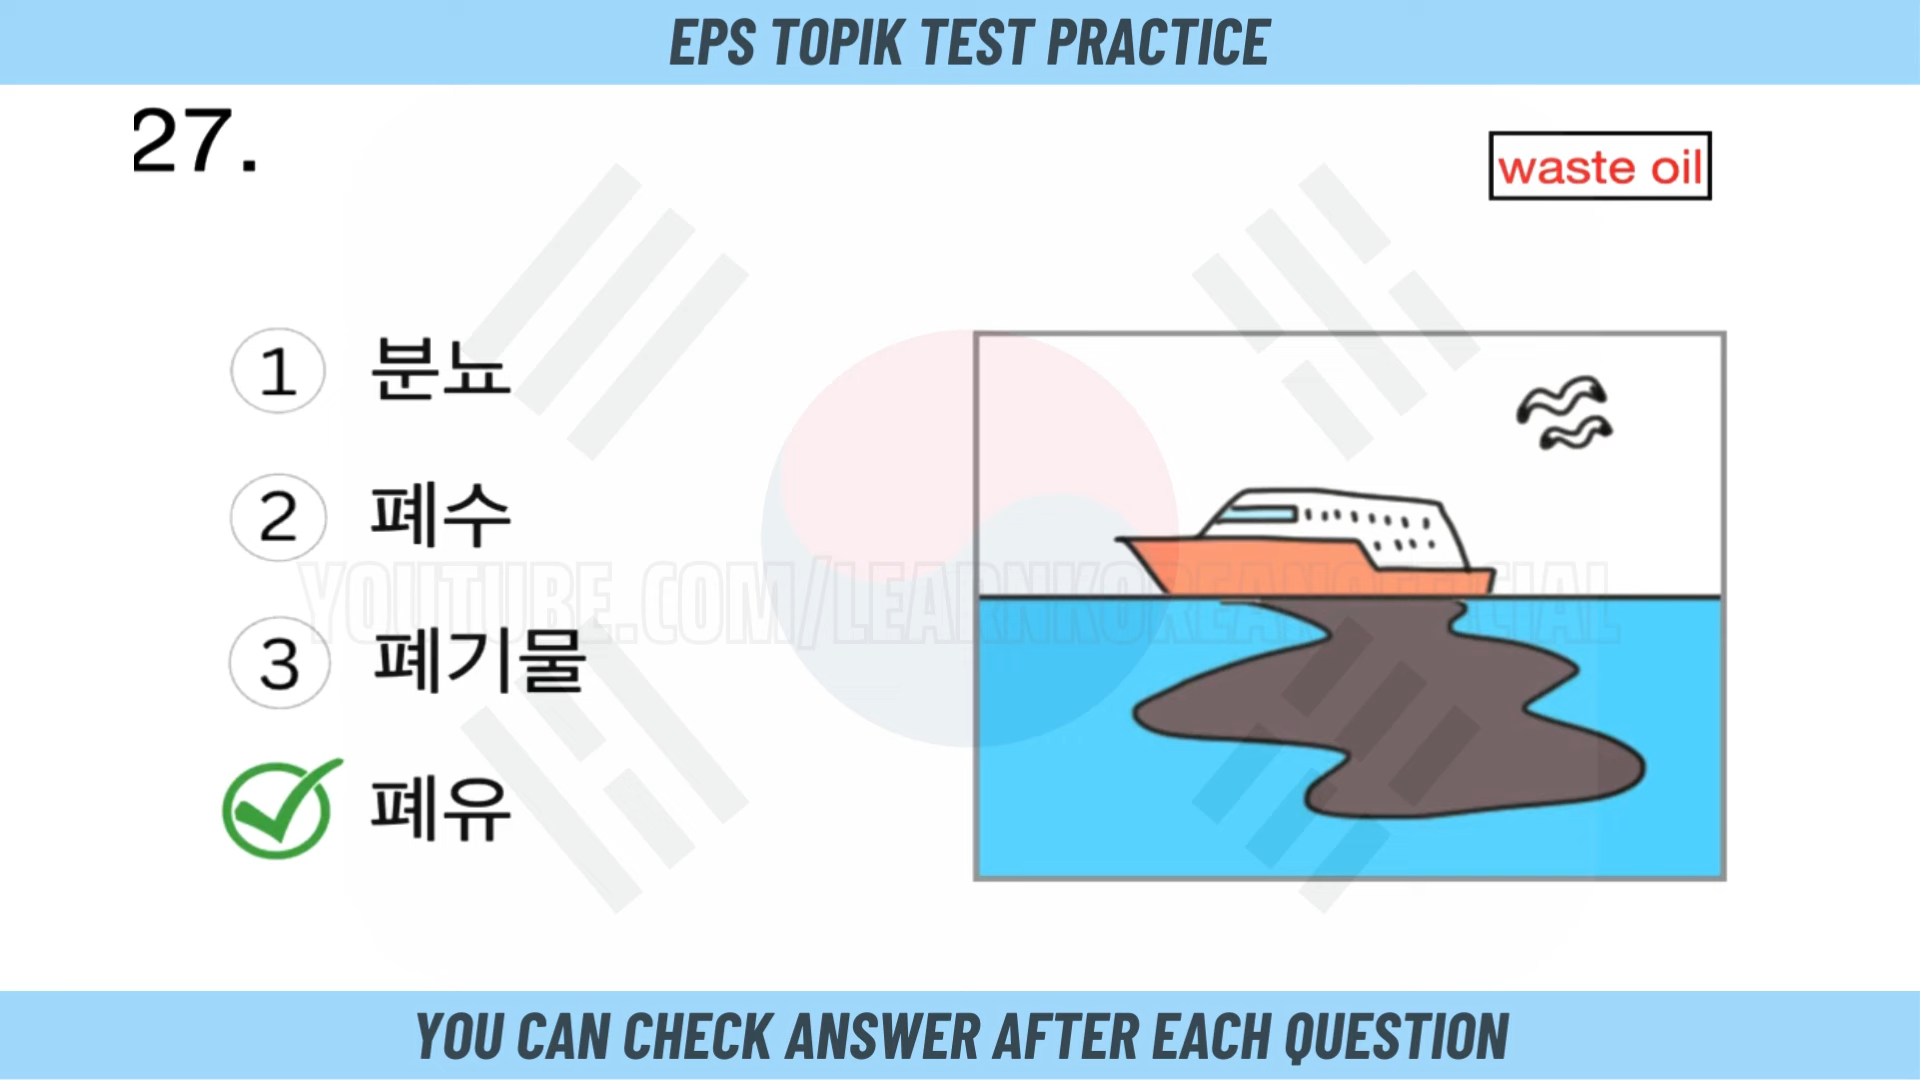 EPS TOPIK TEST PRACTICE
27.
waste oil
1 분뇨
2 폐수
3 폐기물
폐유
YOUTUBE.COM/LEARNKOREANOFFICIAL
YOU CAN CHECK ANSWER AFTER EACH QUESTION